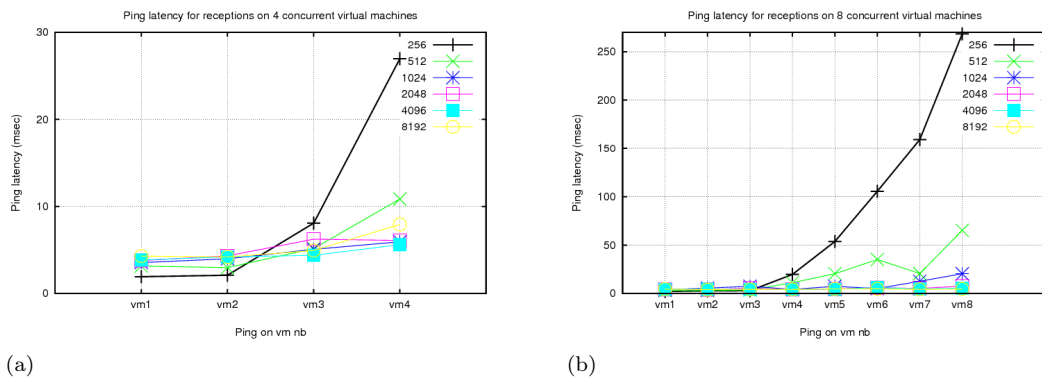 Ping latency for receptions on 4 concurrent virtual machines
30
20
10
0
Ping latency (msec)
256
512
1024
2048
4096
8192
vm1 vm2 vm3 vm4
Ping on vm nb
(a)
Ping latency for receptions on 8 concurrent virtual machines
250
200
150
100
50
0
Ping latency (msec)
256
512
1024
2048
4096
8192
vm1 vm2 vm3 vm4 vm5 vm6 vm7 vm8
Ping on vm nb
(b)